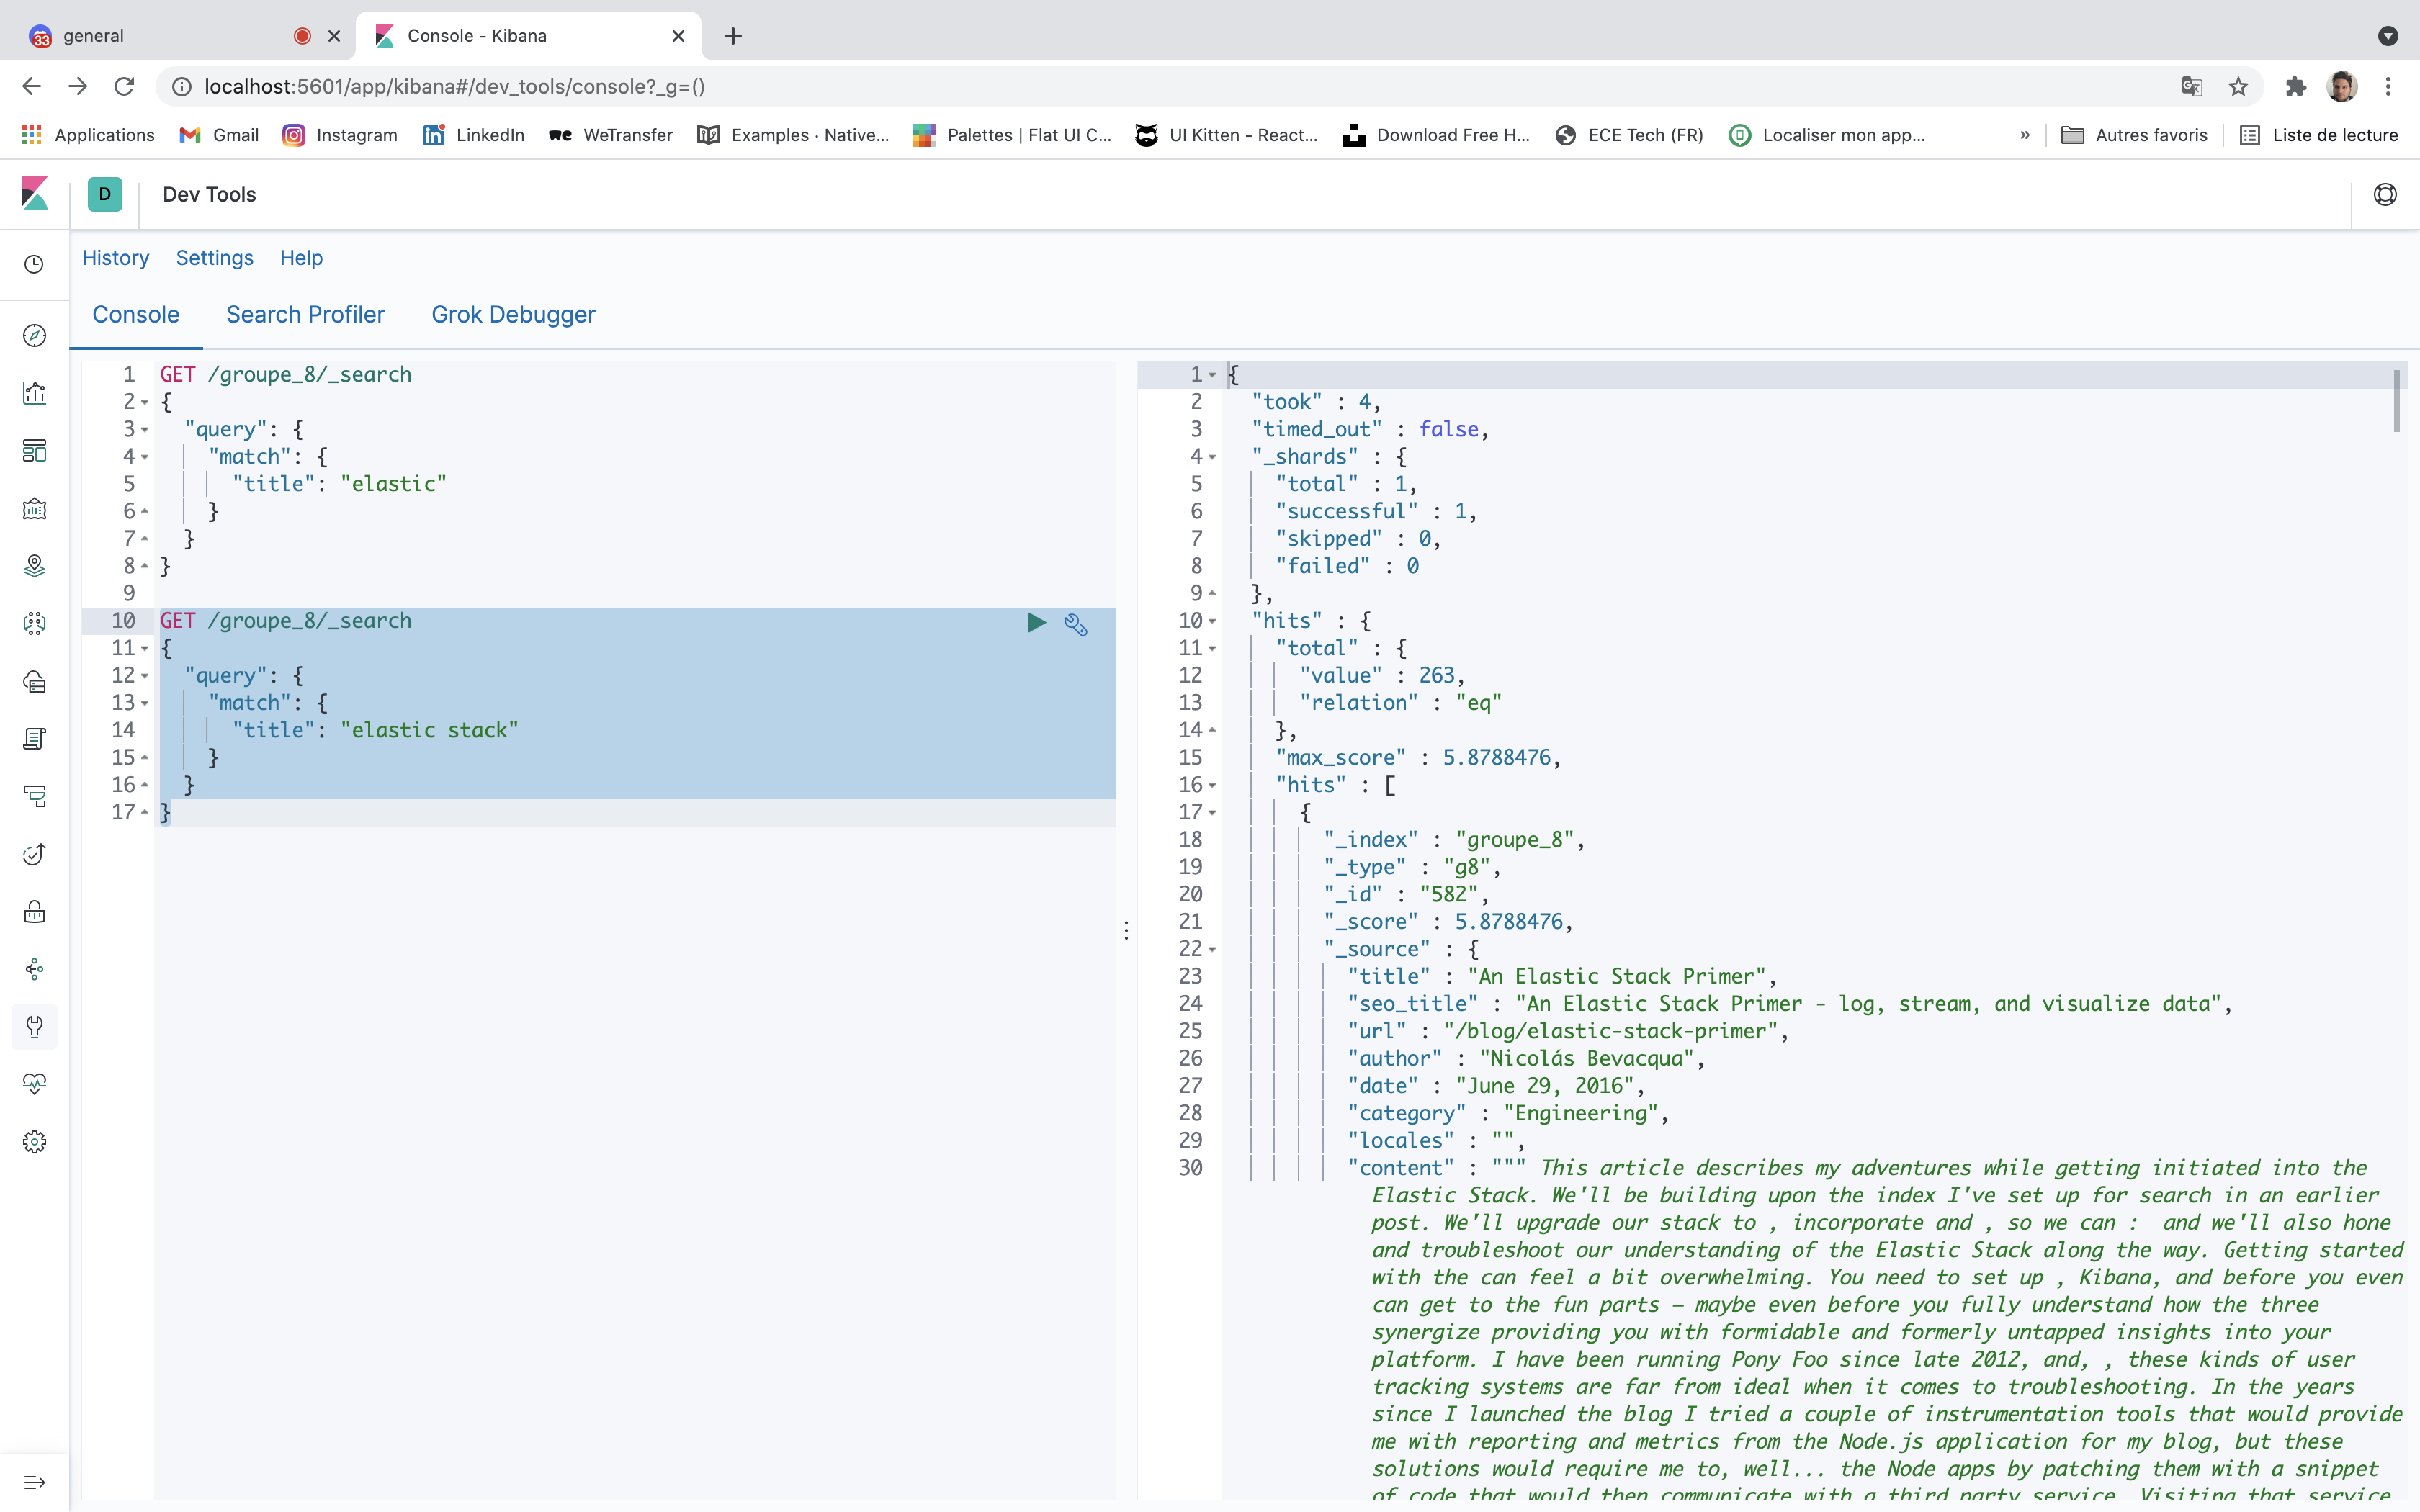 33 general
Console - Kibana
localhost:5601/app/kibana#/dev_tools/console?_g=()
Applications Gmail Instagram LinkedIn WeTransfer Examples · Native... Palettes | Flat UI C... UI Kitten - React... Download Free H... ECE Tech (FR) Localiser mon app... » Autres favoris Liste de lecture
D Dev Tools
History Settings Help
Console Search Profiler Grok Debugger
1 GET /groupe_8/_search
2 {
3 "query": {
4 "match": {
5 "title": "elastic"
6 }
7 }
8 }
9
10 GET /groupe_8/_search
11 {
12 "query": {
13 "match": {
14 "title": "elastic stack"
15 }
16 }
17 }
1 {
2 "took" : 4,
3 "timed_out" : false,
4 "_shards" : {
5 "total" : 1,
6 "successful" : 1,
7 "skipped" : 0,
8 "failed" : 0
9 },
10 "hits" : {
11 "total" : {
12 "value" : 263,
13 "relation" : "eq"
14 },
15 "max_score" : 5.8788476,
16 "hits" : [
17 {
18 "_index" : "groupe_8",
19 "_type" : "g8",
20 "_id" : "582",
21 "_score" : 5.8788476,
22 "_source" : {
23 "title" : "An Elastic Stack Primer",
24 "seo_title" : "An Elastic Stack Primer - log, stream, and visualize data",
25 "url" : "/blog/elastic-stack-primer",
26 "author" : "Nicolás Bevacqua",
27 "date" : "June 29, 2016",
28 "category" : "Engineering",
29 "locales" : "",
30 "content" : """ This article describes my adventures while getting initiated into the
Elastic Stack. We'll be building upon the index I've set up for search in an earlier
post. We'll upgrade our stack to , incorporate and , so we can :  and we'll also hone
and troubleshoot our understanding of the Elastic Stack along the way. Getting started
with the can feel a bit overwhelming. You need to set up , Kibana, and before you even
can get to the fun parts – maybe even before you fully understand how the three
synergize providing you with formidable and formerly untapped insights into your
platform. I have been running Pony Foo since late 2012, and, , these kinds of user
tracking systems are far from ideal when it comes to troubleshooting. In the years
since I launched the blog I tried a couple of instrumentation tools that would provide
me with reporting and metrics from the Node.js application for my blog, but these
solutions would require me to, well... the Node apps by patching them with a snippet
of code that would then communicate with a third party service. Visiting that service